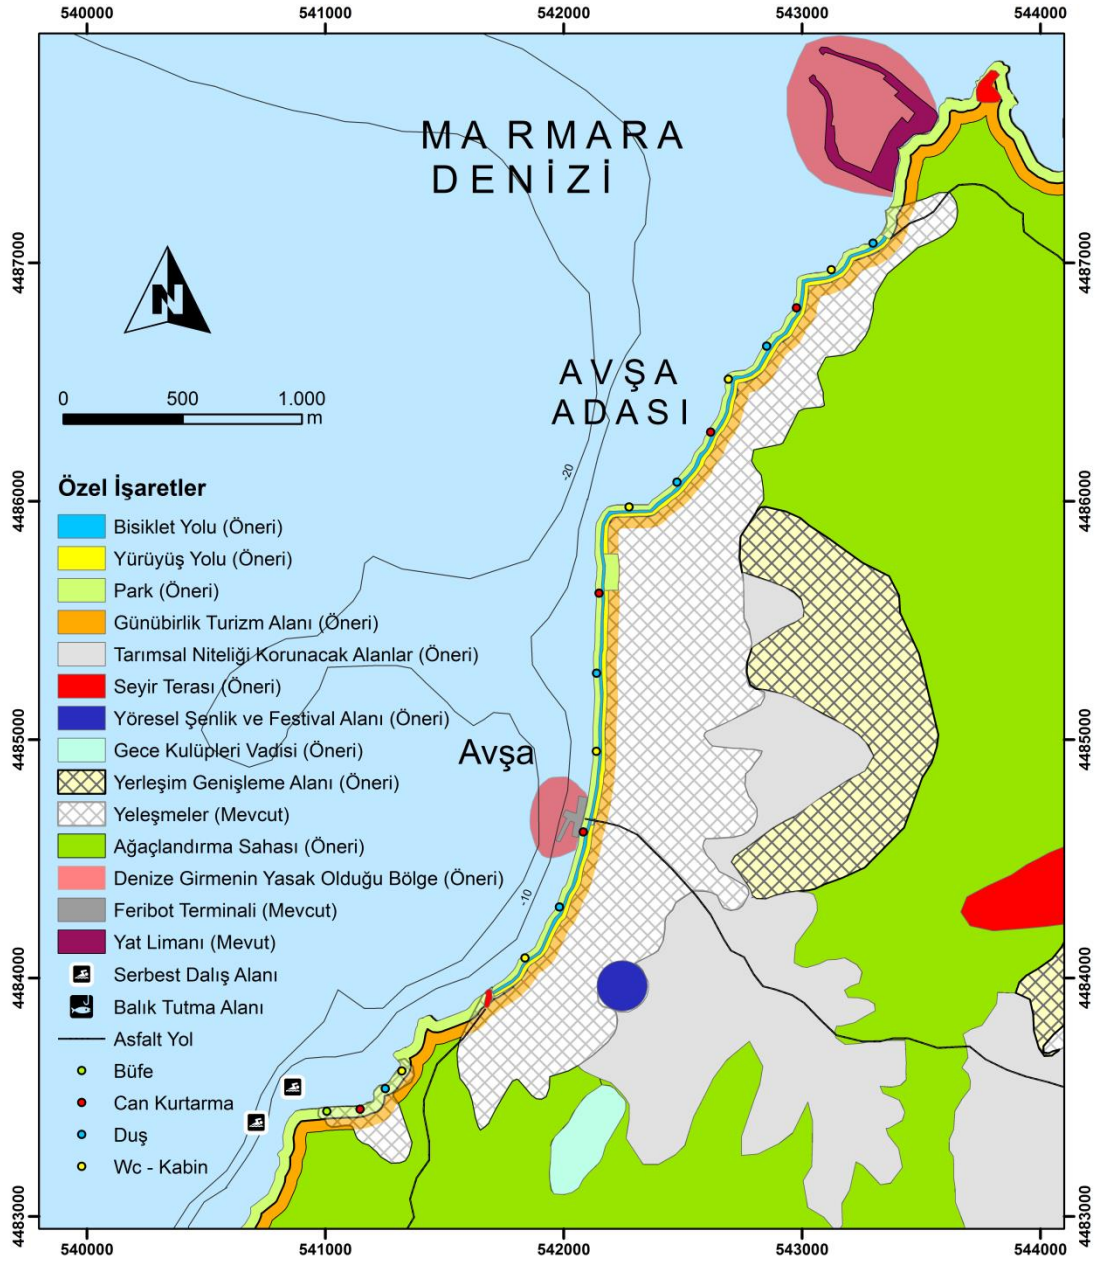 540000
541000
542000
543000
544000
MA RMARA
DENİZİ
4487000
4487000
N
AVŞA
ADASI
0
500
1.000
m
-20
4486000
4486000
Özel İşaretler
Bisiklet Yolu (Öneri)
Yürüyüş Yolu (Öneri)
Park (Öneri)
Günübirlik Turizm Alanı (Öneri)
Tarımsal Niteliği Korunacak Alanlar (Öneri)
Seyir Terası (Öneri)
Yöresel Şenlik ve Festival Alanı (Öneri)
Gece Kulüpleri Vadisi (Öneri)
Yerleşim Genişleme Alanı (Öneri)
Yeleşmeler (Mevcut)
Ağaçlandırma Sahası (Öneri)
Denize Girmenin Yasak Olduğu Bölge (Öneri)
Feribot Terminali (Mevcut)
Yat Limanı (Mevut)
Serbest Dalış Alanı
Balık Tutma Alanı
Asfalt Yol
Büfe
Can Kurtarma
Duş
Wc - Kabin
4485000
4485000
Avşa
-10
4484000
4484000
4483000
4483000
540000
541000
542000
543000
544000